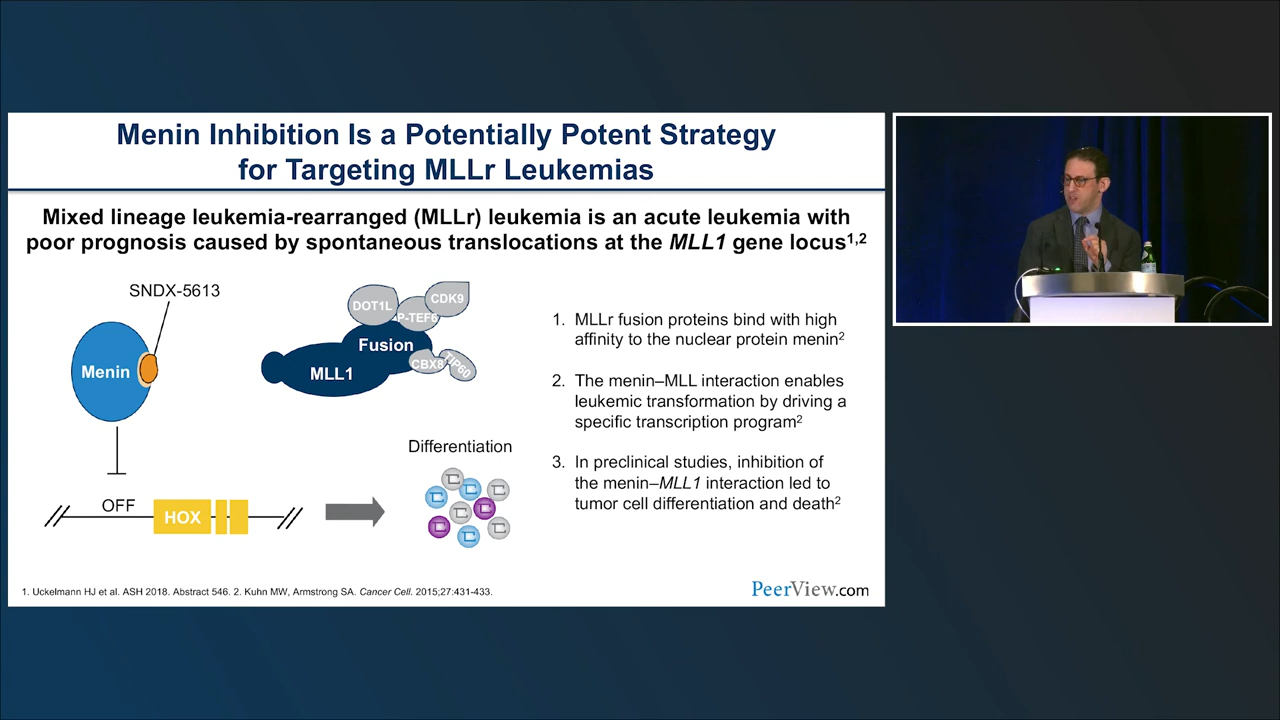 Menin Inhibition Is a Potentially Potent Strategy
for Targeting MLLr Leukemias
Mixed lineage leukemia-rearranged (MLLr) leukemia is an acute leukemia with
poor prognosis caused by spontaneous translocations at the MLL1 gene locus1,2
SNDX-5613
Menin
OFF
HOX
DOT1L
CDK9
P-TEF6
Fusion
MLL1
CBX8
TIP60
Differentiation
1. MLLr fusion proteins bind with high
affinity to the nuclear protein menin2
2. The menin–MLL interaction enables
leukemic transformation by driving a
specific transcription program2
3. In preclinical studies, inhibition of
the menin–MLL1 interaction led to
tumor cell differentiation and death2
1. Uckelmann HJ et al. ASH 2018. Abstract 546. 2. Kuhn MW, Armstrong SA. Cancer Cell. 2015;27:431-433.
PeerView.com